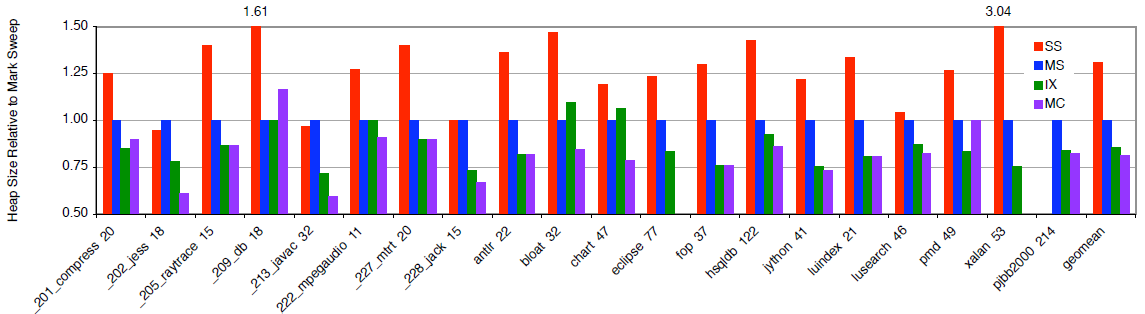 1.61
3.04
Heap Size Relative to Mark Sweep
1.50
1.25
1.00
0.75
0.50
SS
MS
IX
MC
_201_compress 20
_202_jess 18
_205_raytrace 15
_209_db 18
_213_javac 32
222_mpegaudio 11
_227_mtrt 20
_228_jack 15
antlr 22
bloat 32
chart 47
eclipse 77
fop 37
hsqldb 122
jython 41
luindex 21
lusearch 46
pmd 49
xalan 53
pjbb2000 214
geomean